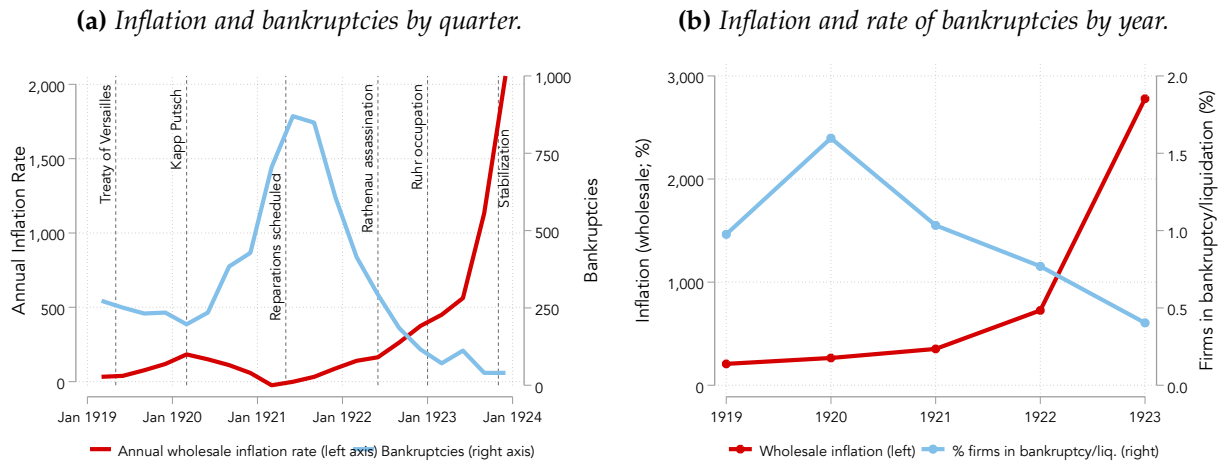 (a) Inflation and bankruptcies by quarter.
Annual Inflation Rate
2,000
1,500
1,000
500
0
Treaty of Versailles
Kapp Putsch
Reparations scheduled
Rathenau assassination
Ruhr occupation
Stabilization
1,000
750
500
250
0
Bankruptcies
Jan 1919
Jan 1920
Jan 1921
Jan 1922
Jan 1923
Jan 1924
Annual wholesale inflation rate (left axis)
Bankruptcies (right axis)
(b) Inflation and rate of bankruptcies by year.
Inflation (wholesale; %)
3,000
2,000
1,000
0
2.0
1.5
1.0
0.5
0.0
Firms in bankruptcy/liquidation (%)
1919
1920
1921
1922
1923
Wholesale inflation (left)
% firms in bankruptcy/liq. (right)